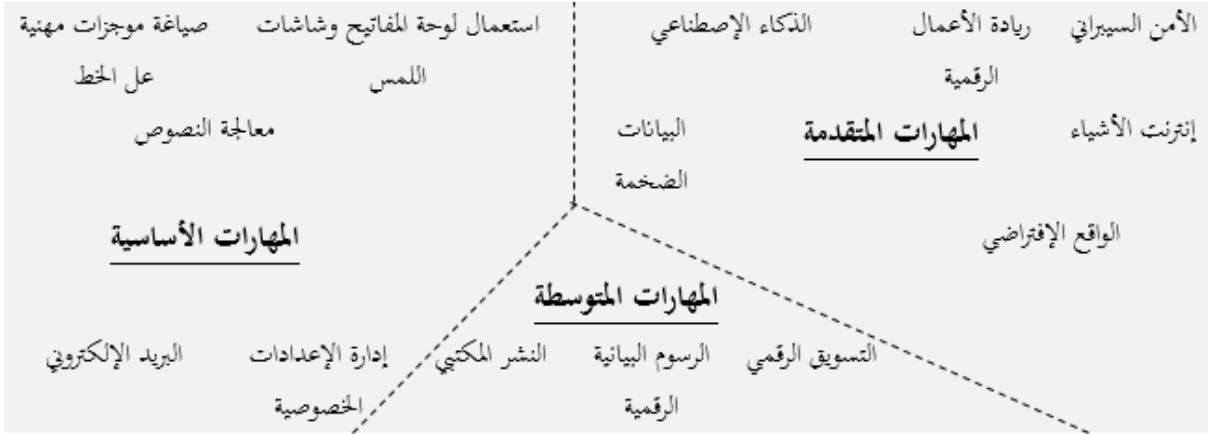 الأمن السيبراني
ريادة الأعمال
الرقمية
الذكاء الإصطناعي
إنترنت الأشياء
المهارات المتقدمة
البيانات
الضخمة
الواقع الإفتراضي
استعمال لوحة المفاتيح وشاشات
اللمس
صياغة موجزات مهنية
عل الخط
معالجة النصوص
المهارات الأساسية
إدارة الإعدادات
الخصوصية
البريد الإلكتروني
المهارات المتوسطة
التسويق الرقمي
الرسوم البيانية
الرقمية
النشر المكتبي